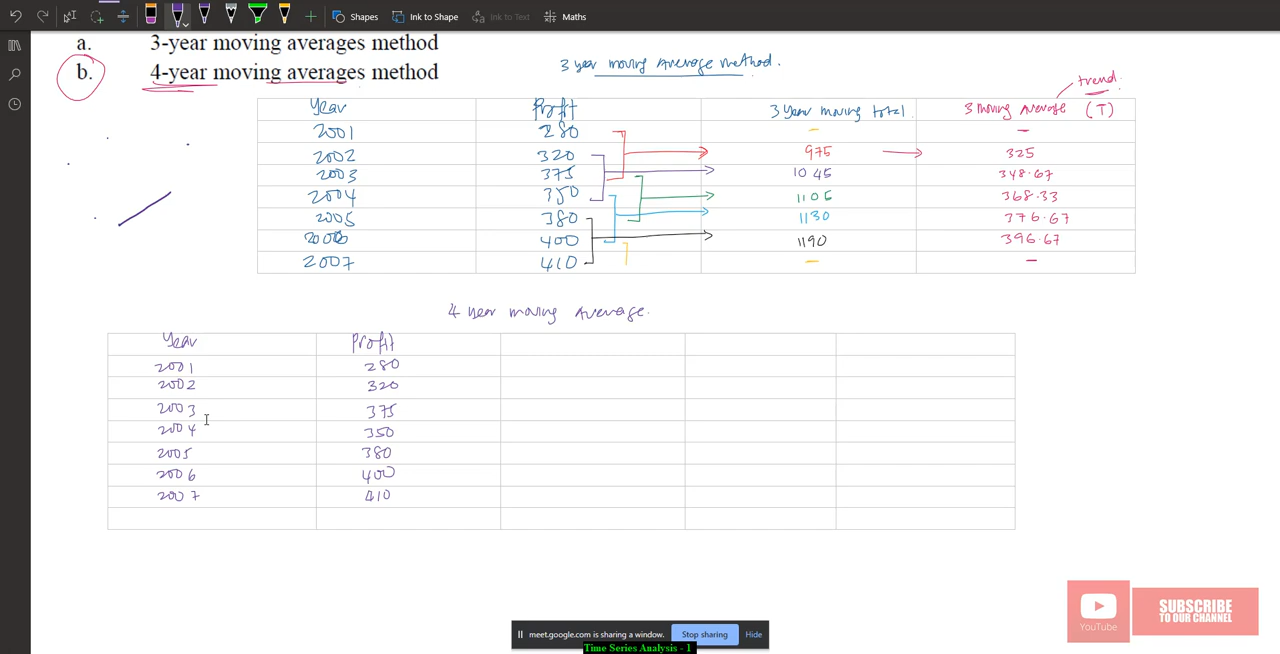 Shapes Ink to Shape Ink to Text Maths
a. 3-year moving averages method
b. 4-year moving averages method
3 year moving Average method.
trend
Year Profit 3 Year moving total. 3 moving Average (T)
2001 280 - -
2002 320 975 325
2003 375 1045 348.67
2004 350 1105 368.33
2005 380 1130 376.67
2006 400 1190 396.67
2007 410 - -
4 year moving Average.
Year Profit
2001 280
2002 320
2003 375
2004 350
2005 380
2006 400
2007 410
YouTube
SUBSCRIBE
TO OUR CHANNEL
meet.google.com is sharing a window. Stop sharing Hide
Time Series Analysis - 1